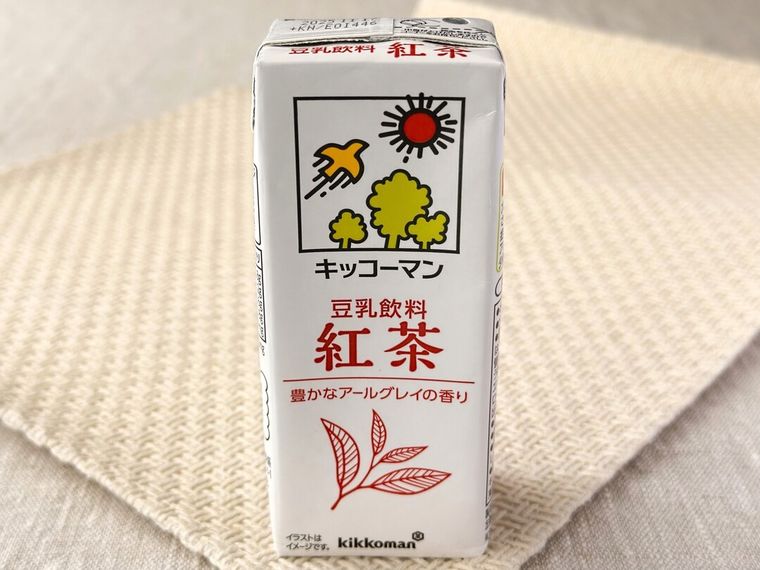 +KN/E01446
豆乳飲料 紅茶
キッコーマン
豆乳飲料
紅茶
豊かなアールグレイの香り
イラストは
イメージです。
kikkoman®